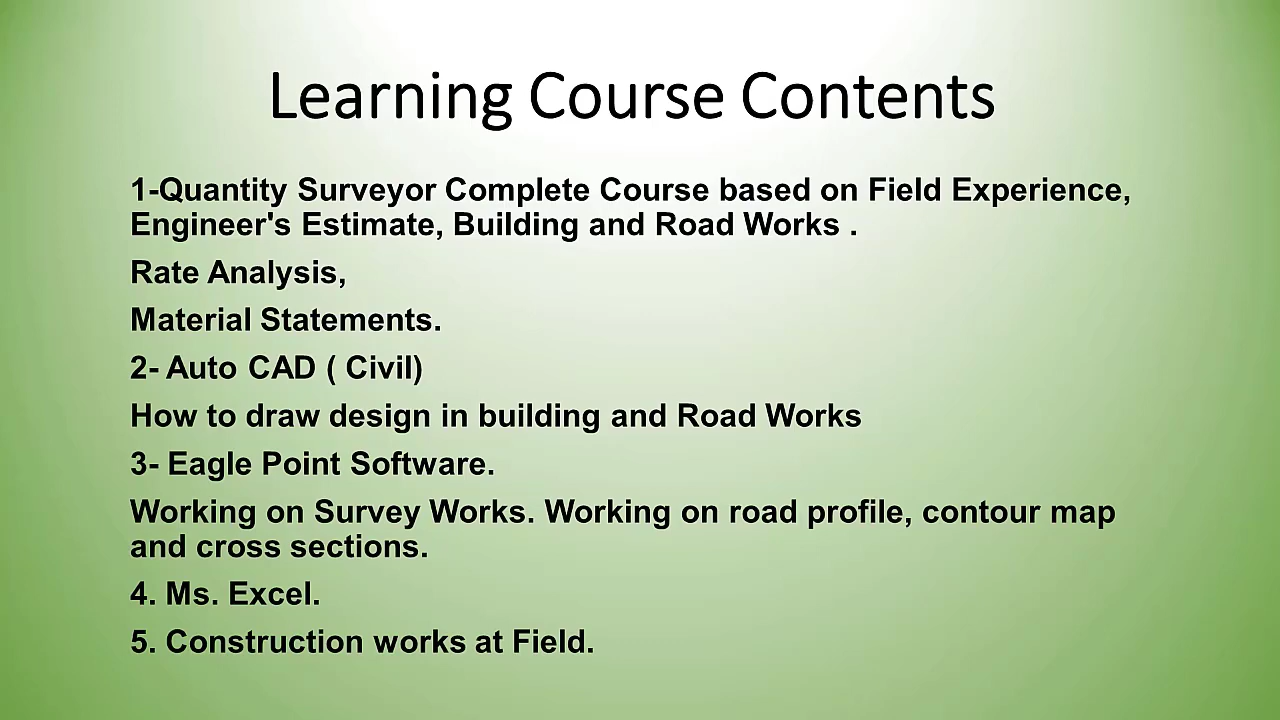 Learning Course Contents
1-Quantity Surveyor Complete Course based on Field Experience,
Engineer's Estimate, Building and Road Works .
Rate Analysis,
Material Statements.
2- Auto CAD ( Civil)
How to draw design in building and Road Works
3- Eagle Point Software.
Working on Survey Works. Working on road profile, contour map
and cross sections.
4. Ms. Excel.
5. Construction works at Field.